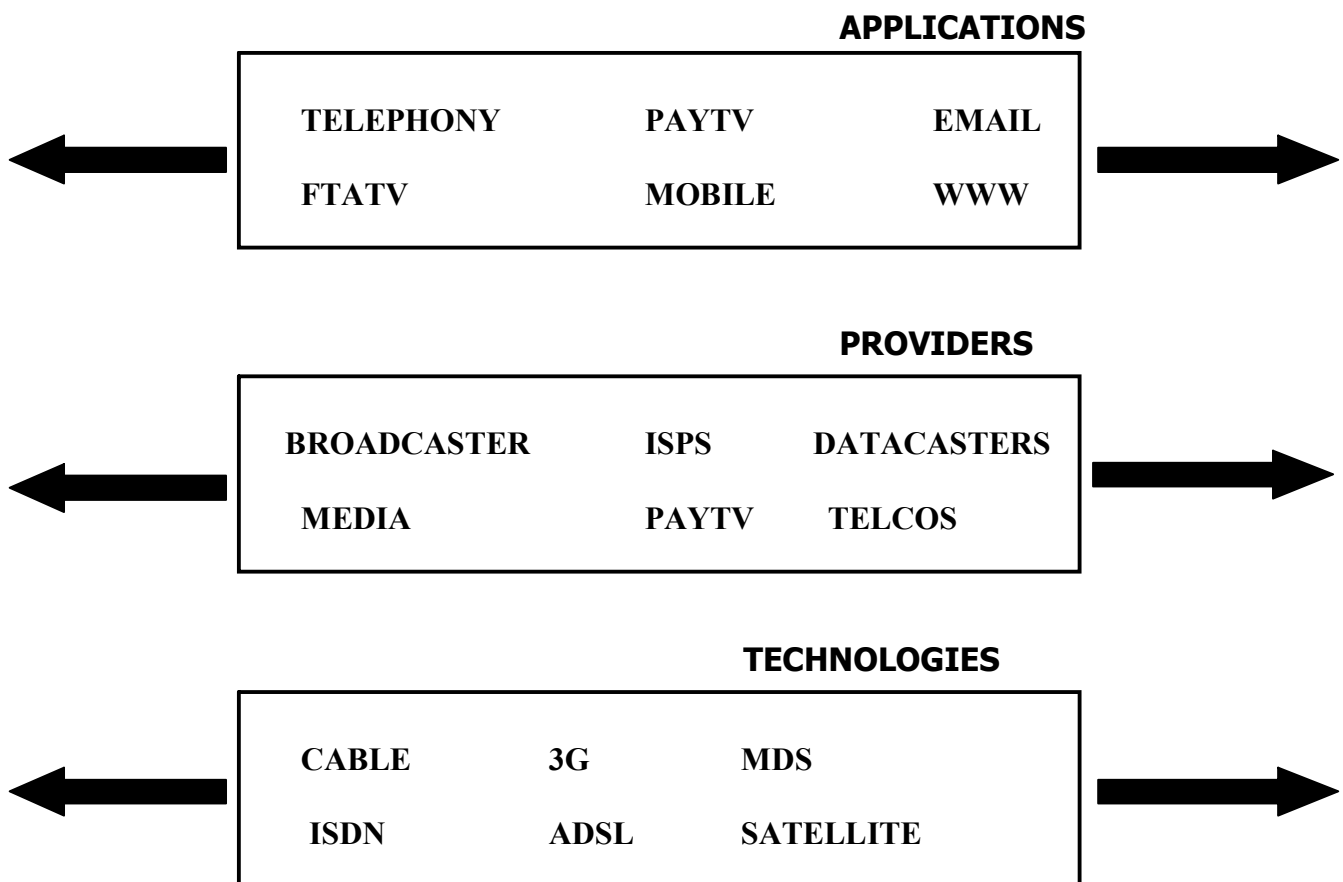 APPLICATIONS
TELEPHONY PAYTV EMAIL
FTATV MOBILE WWW
PROVIDERS
BROADCASTER ISPS DATACASTERS
MEDIA PAYTV TELCOS
TECHNOLOGIES
CABLE 3G MDS
ISDN ADSL SATELLITE